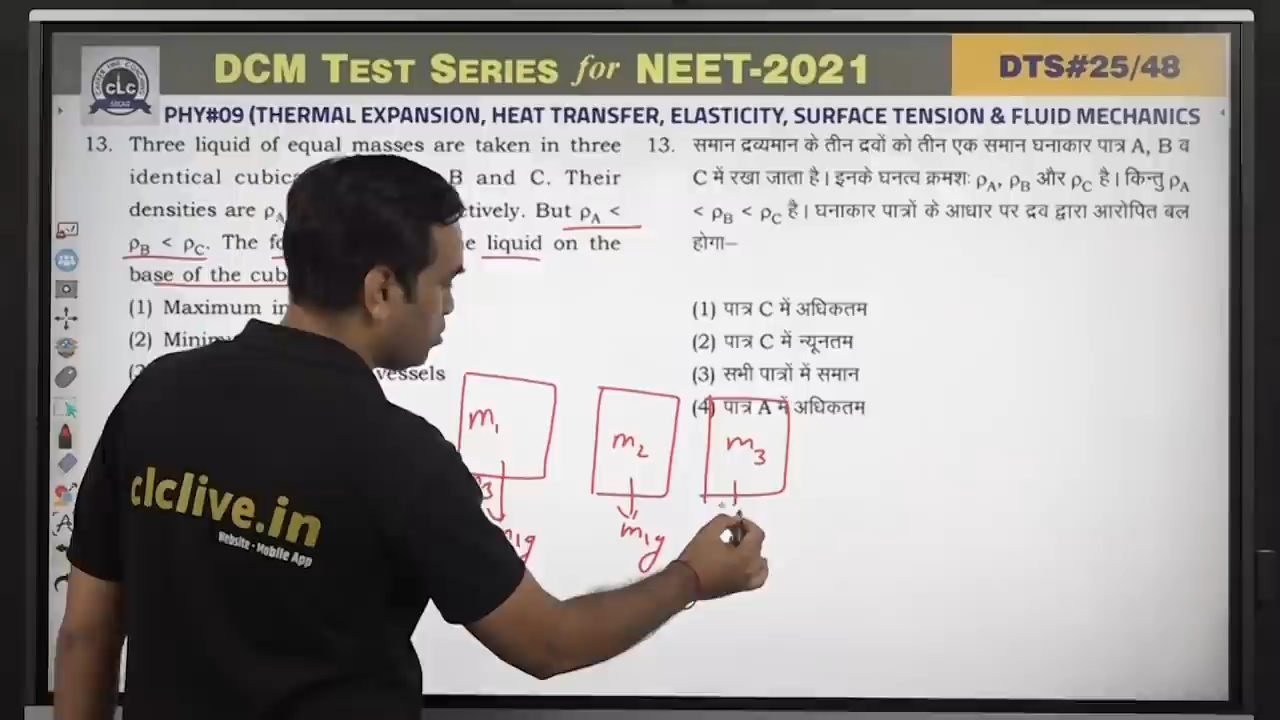 DCM TEST SERIES for NEET-2021
DTS#25/48
CLC
PHY#09 (THERMAL EXPANSION, HEAT TRANSFER, ELASTICITY, SURFACE TENSION & FLUID MECHANICS
13. Three liquid of equal masses are taken in three
identical B and C. Their
densities are ρA But ρA <
ρB < ρC. The liquid on the
base of the
(1) Maximum
(2)
vessels
13. समान द्रव्यमान के तीन द्रवों को तीन एक समान घनाकार पात्र A, B व
C में रखा जाता है। इनके घनत्व क्रमशः ρA, ρB और ρC है। किन्तु ρA
< ρB < ρC है। घनाकार पात्रों के आधार पर द्रव द्वारा आरोपित बल
होगा–
(1) पात्र C में अधिकतम
(2) पात्र C में न्यूनतम
(3) सभी पात्रों में समान
(4) पात्र A में अधिकतम
m1
m2
m3
m1g
clclive.in
Website - Mobile App